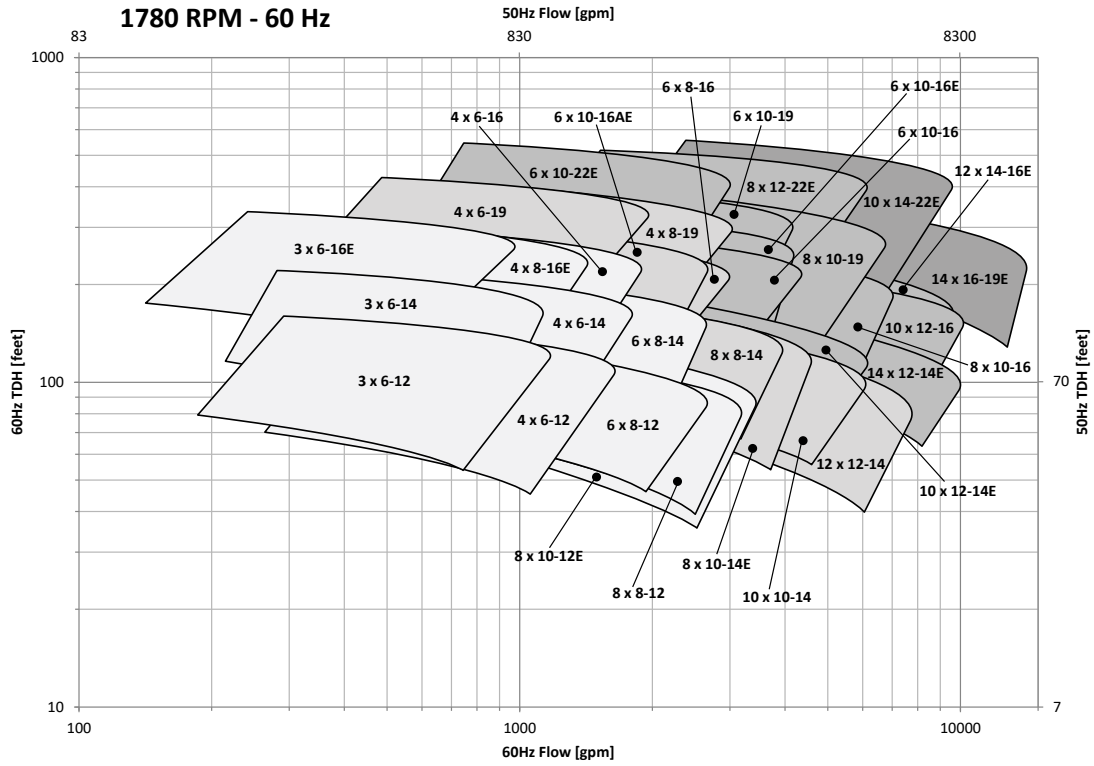 1780 RPM - 60 Hz
50Hz Flow [gpm]
83
830
8300
1000
6 x 8-16
6 x 10-16E
4 x 6-16
6 x 10-16AE
6 x 10-19
6 x 10-16
12 x 14-16E
6 x 10-22E
8 x 12-22E
10 x 14-22E
4 x 6-19
4 x 8-19
3 x 6-16E
8 x 10-19
4 x 8-16E
14 x 16-19E
3 x 6-14
4 x 6-14
10 x 12-16
6 x 8-14
8 x 8-14
8 x 10-16
14 x 12-14E
100
70
3 x 6-12
4 x 6-12
6 x 8-12
12 x 12-14
10 x 12-14E
8 x 10-12E
8 x 8-12
8 x 10-14E
10 x 10-14
60Hz TDH [feet]
50Hz TDH [feet]
10
7
100
1000
10000
60Hz Flow [gpm]